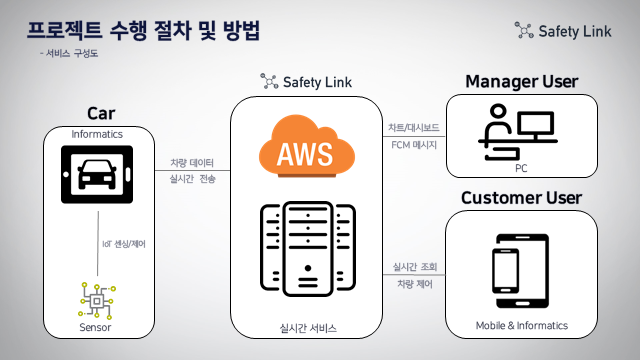 프로젝트 수행 절차 및 방법
- 서비스 구성도
Safety Link
Car
Informatics
IoT 센싱/제어
Sensor
차량 데이터
실시간 전송
Safety Link
AWS
실시간 서비스
차트/대시보드
FCM 메시지
실시간 조회
차량 제어
Manager User
PC
Customer User
Mobile & Informatics